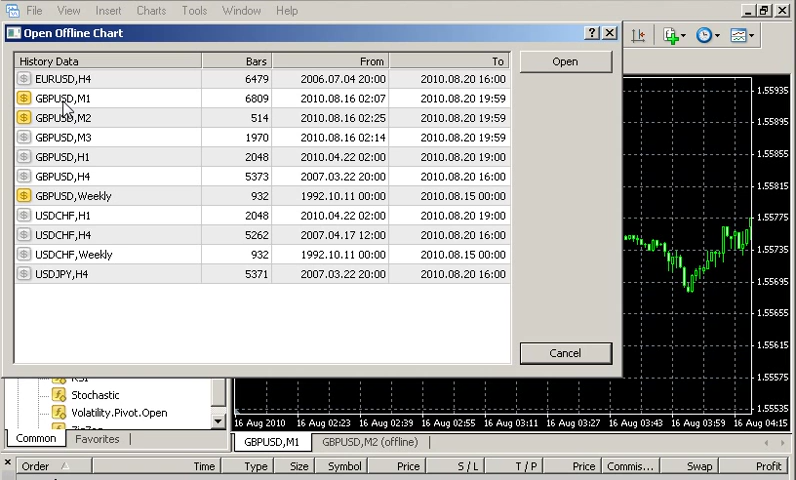 File View Insert Charts Tools Window Help
Open Offline Chart
History Data Bars From To
EURUSD,H4 6479 2006.07.04 20:00 2010.08.20 16:00
GBPUSD,M1 6809 2010.08.16 02:07 2010.08.20 19:59
GBPUSD,M2 514 2010.08.16 02:25 2010.08.20 19:59
GBPUSD,M3 1970 2010.08.16 02:14 2010.08.20 19:59
GBPUSD,H1 2048 2010.04.22 02:00 2010.08.20 19:00
GBPUSD,H4 5373 2007.03.22 20:00 2010.08.20 16:00
GBPUSD,Weekly 932 1992.10.11 00:00 2010.08.15 00:00
USDCHF,H1 2048 2010.04.22 02:00 2010.08.20 19:00
USDCHF,H4 5262 2007.04.17 12:00 2010.08.20 16:00
USDCHF,Weekly 932 1992.10.11 00:00 2010.08.15 00:00
USDJPY,H4 5371 2007.03.22 20:00 2010.08.20 16:00
Open
Cancel
1.55935
1.55895
1.55855
1.55815
1.55775
1.55735
1.55695
1.55655
1.55615
1.55575
1.55535
RSI
Stochastic
Volatility.Pivot.Open
ZigZag
Common Favorites
16 Aug 2010 16 Aug 02:23 16 Aug 02:39 16 Aug 02:55 16 Aug 03:11 16 Aug 03:27 16 Aug 03:43 16 Aug 03:59 16 Aug 04:15
GBPUSD,M1 GBPUSD,M2 (offline)
Order Time Type Size Symbol Price S / L T / P Price Commis... Swap Profit